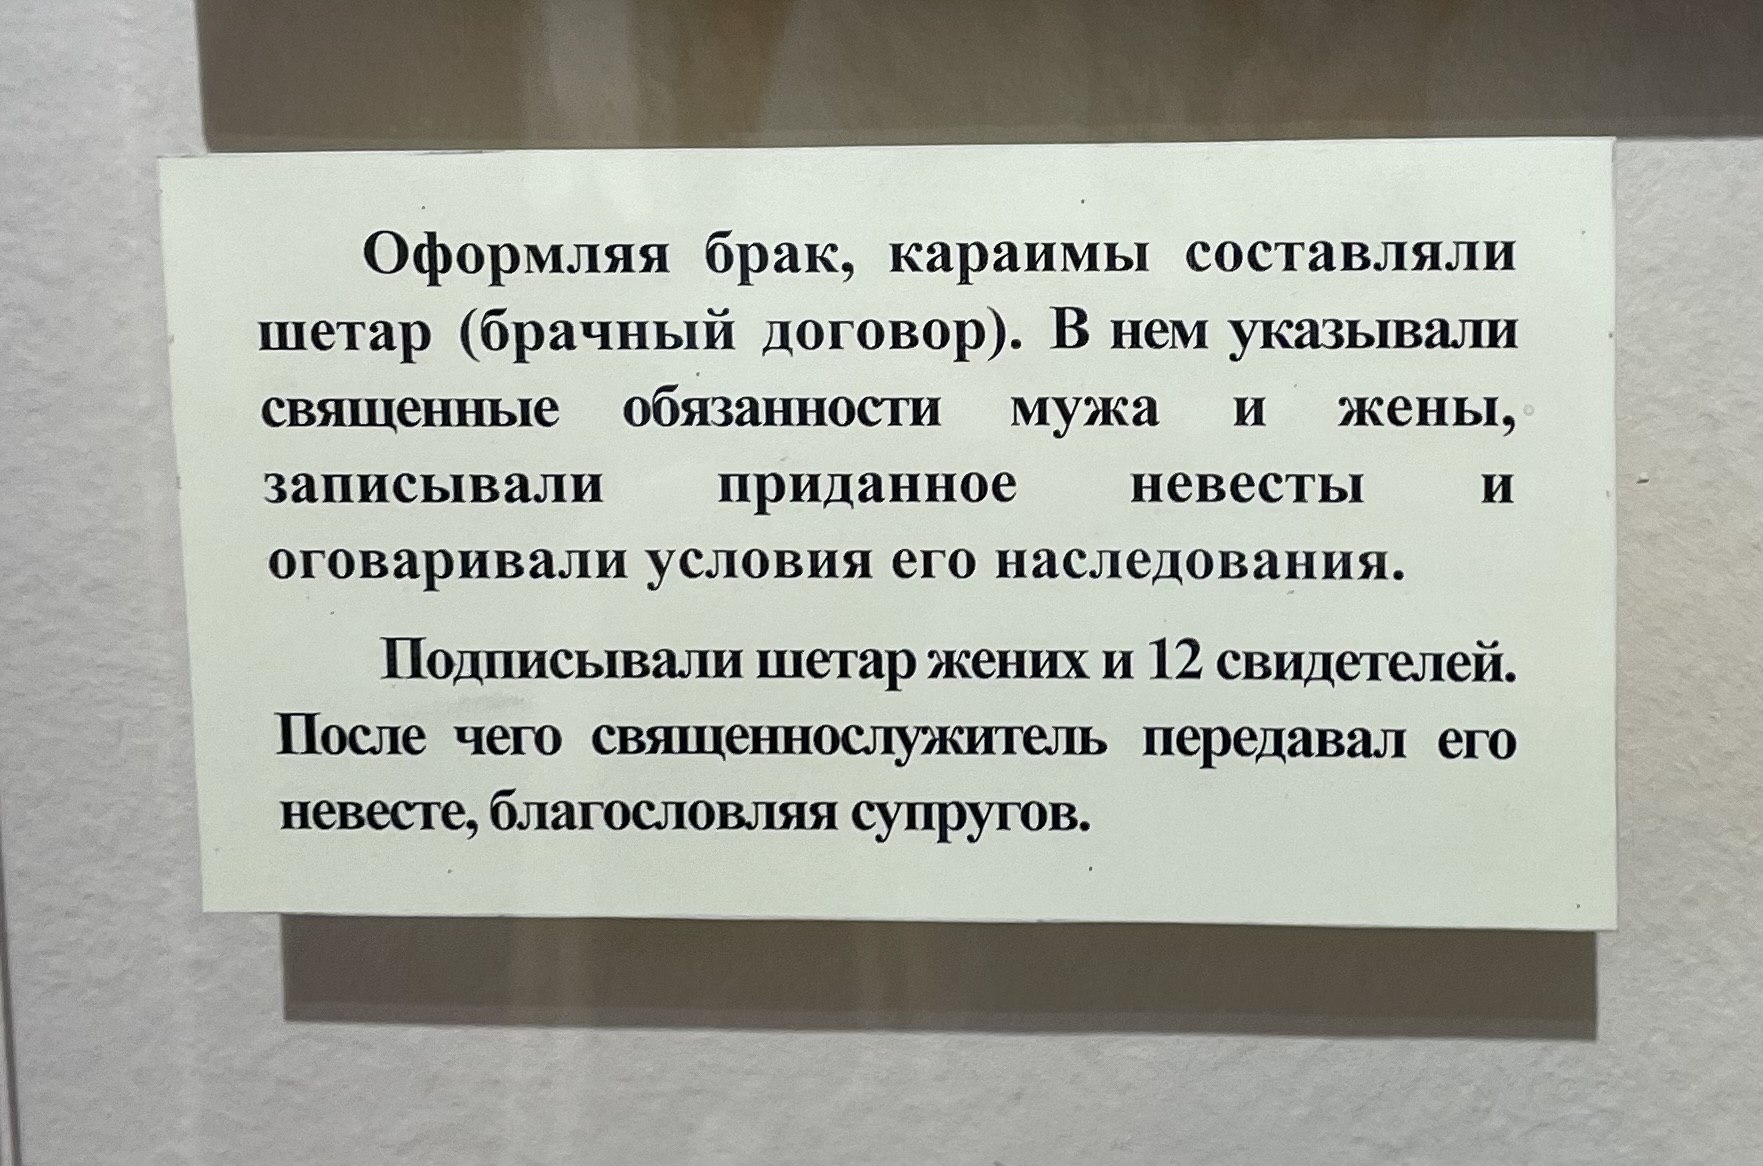 Оформляя брак, караимы составляли
шетар (брачный договор). В нем указывали
священные обязанности мужа и жены,
записывали приданное невесты и
оговаривали условия его наследования.
Подписывали шетар жених и 12 свидетелей.
После чего священнослужитель передавал его
невесте, благословляя супругов.